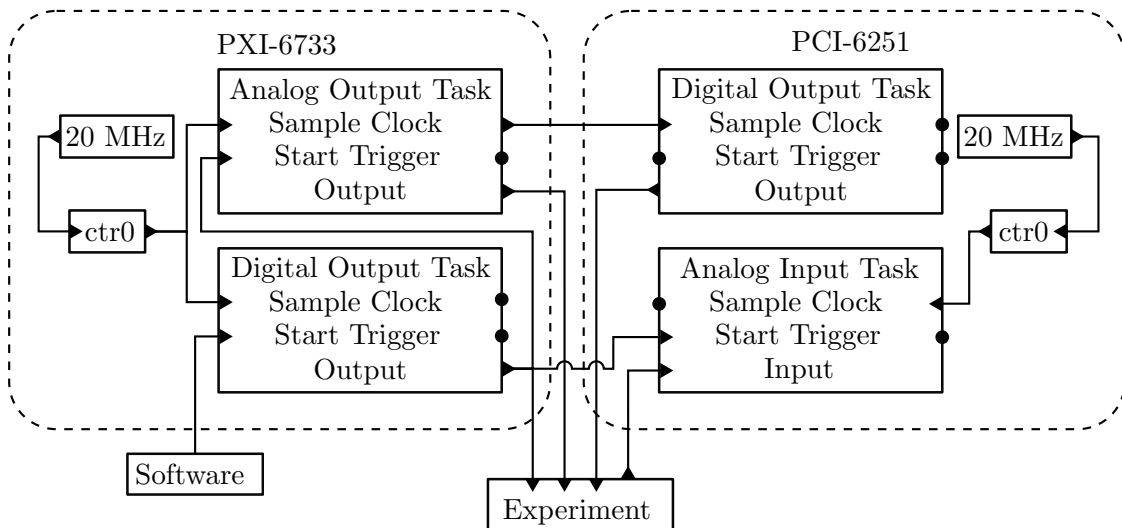 PXI-6733
PCI-6251
Analog Output Task
Sample Clock
Start Trigger
Output
Digital Output Task
Sample Clock
Start Trigger
Output
20 MHz
20 MHz
ctr0
ctr0
Digital Output Task
Sample Clock
Start Trigger
Output
Analog Input Task
Sample Clock
Start Trigger
Input
Software
Experiment